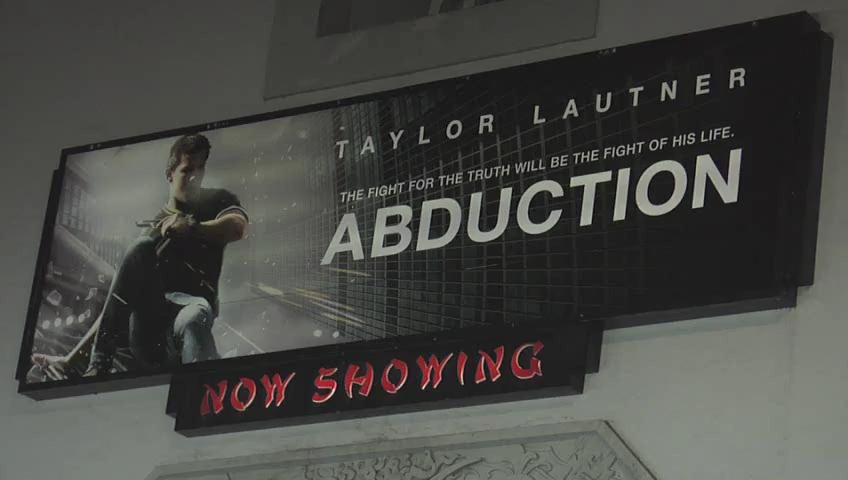 TAYLOR LAUTNER
THE FIGHT FOR THE TRUTH WILL BE THE FIGHT OF HIS LIFE.
ABDUCTION
NOW SHOWING